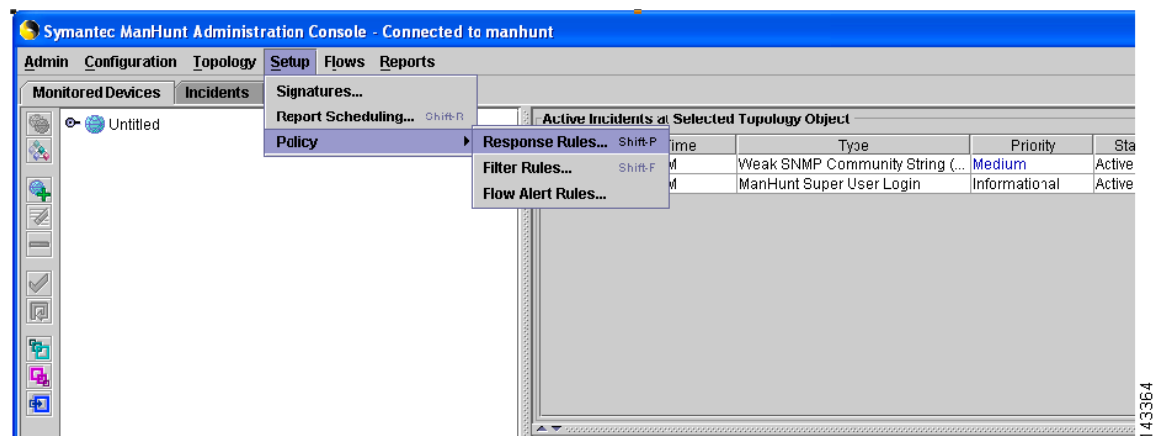 Symantec ManHunt Administration Console - Connected to manhunt
Admin Configuration Topology Setup Flows Reports
Monitored Devices Incidents
Signatures...
Report Scheduling... Shift-R
Policy
Untitled
Response Rules... Shift-P
Filter Rules... Shift-F
Flow Alert Rules...
Active Incidents at Selected Topology Object
ime Type Priority Sta
M Weak SNMP Community String (... Medium Active
M ManHunt Super User Login Informational Active
143364